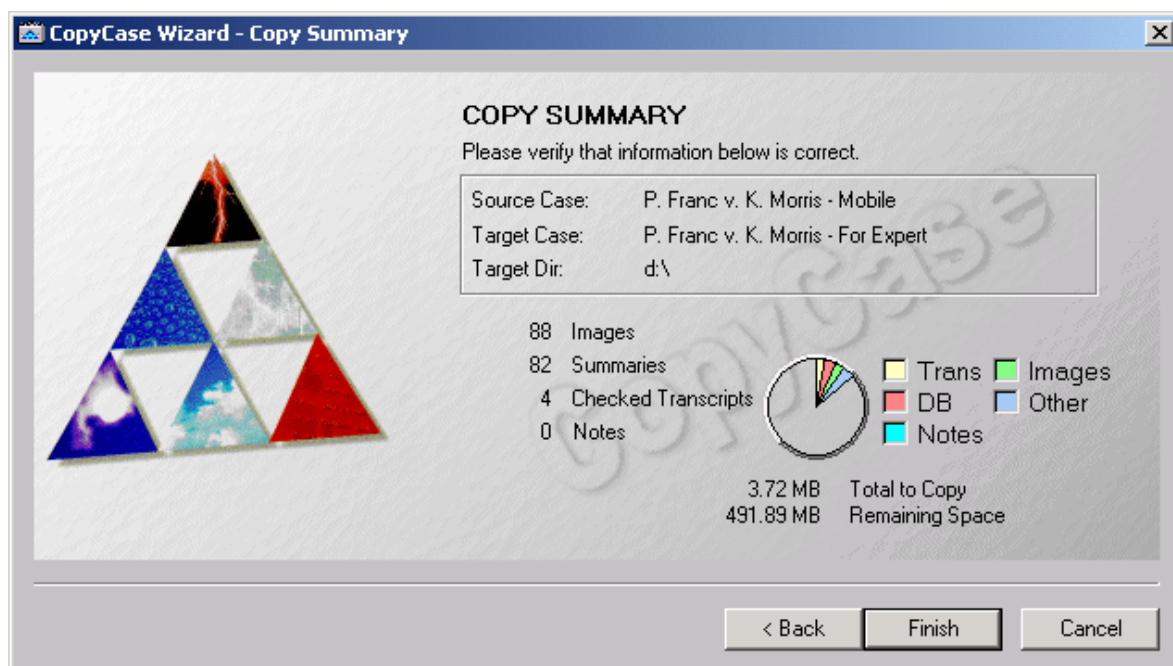 CopyCase Wizard - Copy Summary
COPY SUMMARY
Please verify that information below is correct.
Source Case: P. Franc v. K. Morris - Mobile
Target Case: P. Franc v. K. Morris - For Expert
Target Dir: d:\
CopyCase
88 Images
82 Summaries
4 Checked Transcripts
0 Notes
Trans Images
DB Other
Notes
3.72 MB Total to Copy
491.89 MB Remaining Space
< Back Finish Cancel